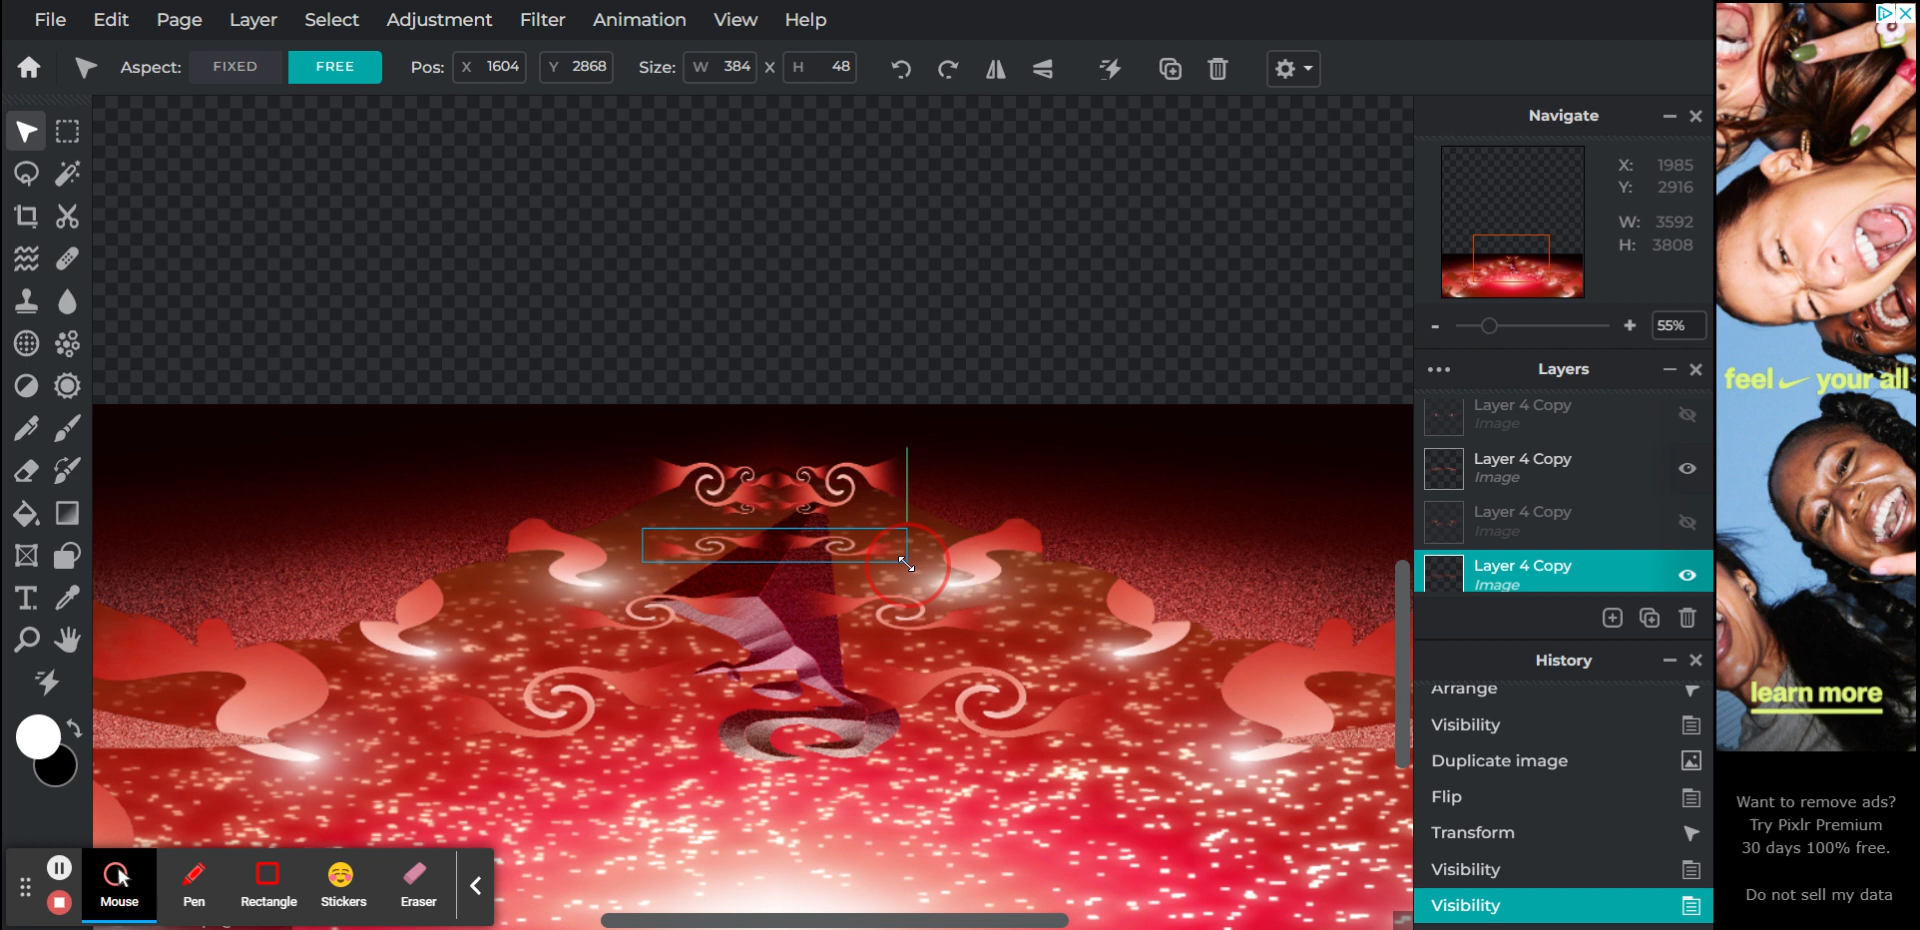 File Edit Page Layer Select Adjustment Filter Animation View Help
Aspect: FIXED FREE Pos: X 1604 Y 2868 Size: W 384 X H 48
Navigate
X: 1985
Y: 2916
W: 3592
H: 3808
- + 55%
Layers
Layer 4 Copy
Image
Layer 4 Copy
Image
Layer 4 Copy
Image
Layer 4 Copy
Image
History
Arrange
Visibility
Duplicate image
Flip
Transform
Visibility
Visibility
Mouse Pen Rectangle Stickers Eraser
feel your all
learn more
Want to remove ads?
Try Pixlr Premium
30 days 100% free.
Do not sell my data